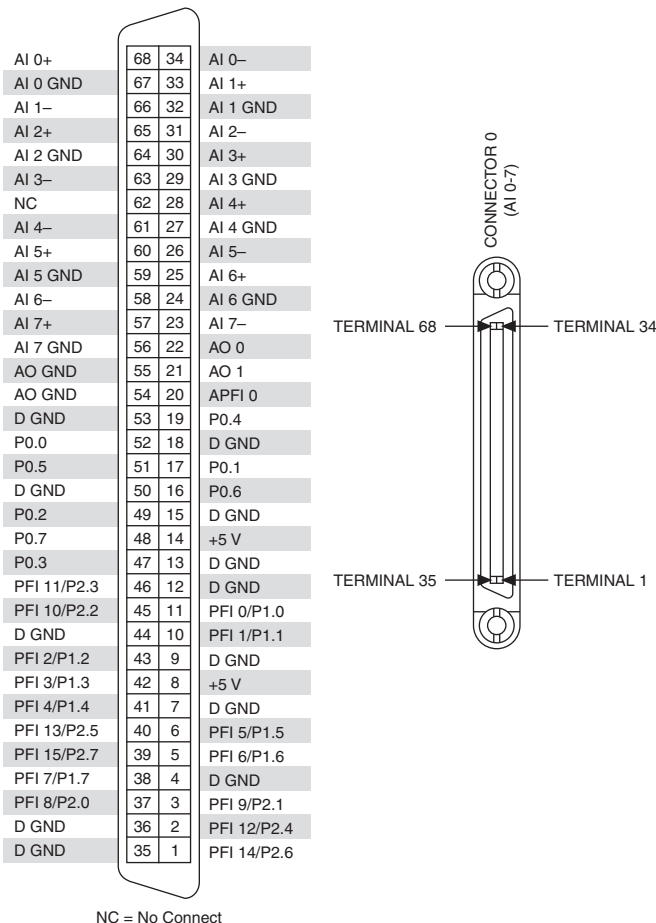 AI 0+ 68 34 AI 0–
AI 0 GND 67 33 AI 1+
AI 1– 66 32 AI 1 GND
AI 2+ 65 31 AI 2–
AI 2 GND 64 30 AI 3+
AI 3– 63 29 AI 3 GND
NC 62 28 AI 4+
AI 4– 61 27 AI 4 GND
AI 5+ 60 26 AI 5–
AI 5 GND 59 25 AI 6+
AI 6– 58 24 AI 6 GND
AI 7+ 57 23 AI 7–
AI 7 GND 56 22 AO 0
AO GND 55 21 AO 1
AO GND 54 20 APFI 0
D GND 53 19 P0.4
P0.0 52 18 D GND
P0.5 51 17 P0.1
D GND 50 16 P0.6
P0.2 49 15 D GND
P0.7 48 14 +5 V
P0.3 47 13 D GND
PFI 11/P2.3 46 12 D GND
PFI 10/P2.2 45 11 PFI 0/P1.0
D GND 44 10 PFI 1/P1.1
PFI 2/P1.2 43 9 D GND
PFI 3/P1.3 42 8 +5 V
PFI 4/P1.4 41 7 D GND
PFI 13/P2.5 40 6 PFI 5/P1.5
PFI 15/P2.7 39 5 PFI 6/P1.6
PFI 7/P1.7 38 4 D GND
PFI 8/P2.0 37 3 PFI 9/P2.1
D GND 36 2 PFI 12/P2.4
D GND 35 1 PFI 14/P2.6
NC = No Connect
CONNECTOR 0
(AI 0-7)
TERMINAL 68
TERMINAL 34
TERMINAL 35
TERMINAL 1